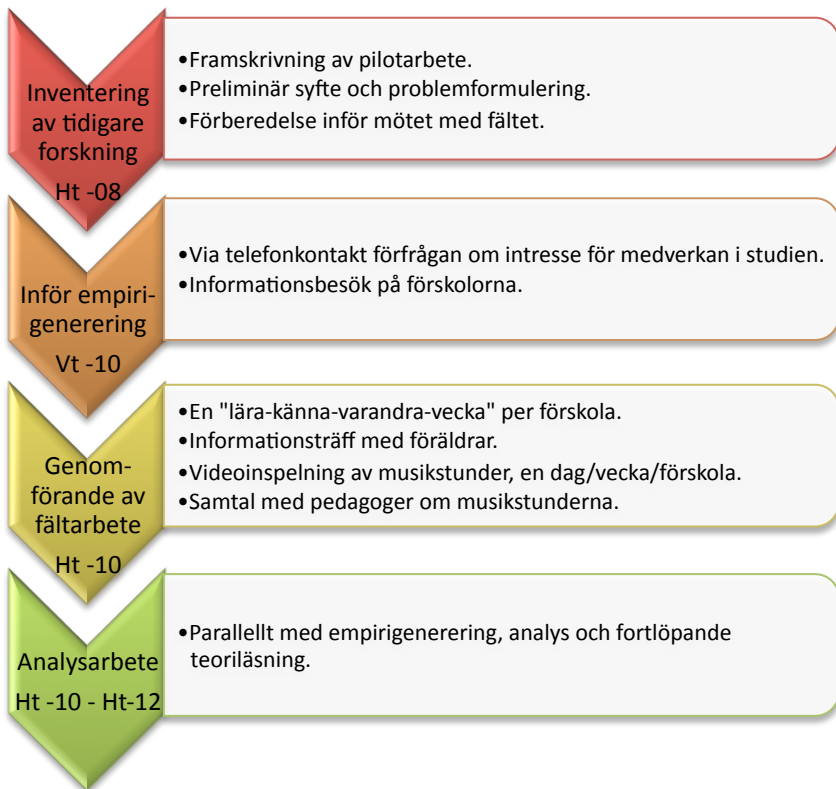 Inventering
av tidigare
forskning
Ht -08
•Framskrivning av pilotarbete.
•Preliminär syfte och problemformulering.
•Förberedelse inför mötet med fältet.
Inför empiri-
generering
Vt -10
•Via telefonkontakt förfrågan om intresse för medverkan i studien.
•Informationsbesök på förskolorna.
Genom-
förande av
fältarbete
Ht -10
•En "lära-känna-varandra-vecka" per förskola.
•Informationsträff med föräldrar.
•Videoinspelning av musikstunder, en dag/vecka/förskola.
•Samtal med pedagoger om musikstunderna.
Analysarbete
Ht -10 - Ht-12
•Parallellt med empirigenerering, analys och fortlöpande
teoriläsning.